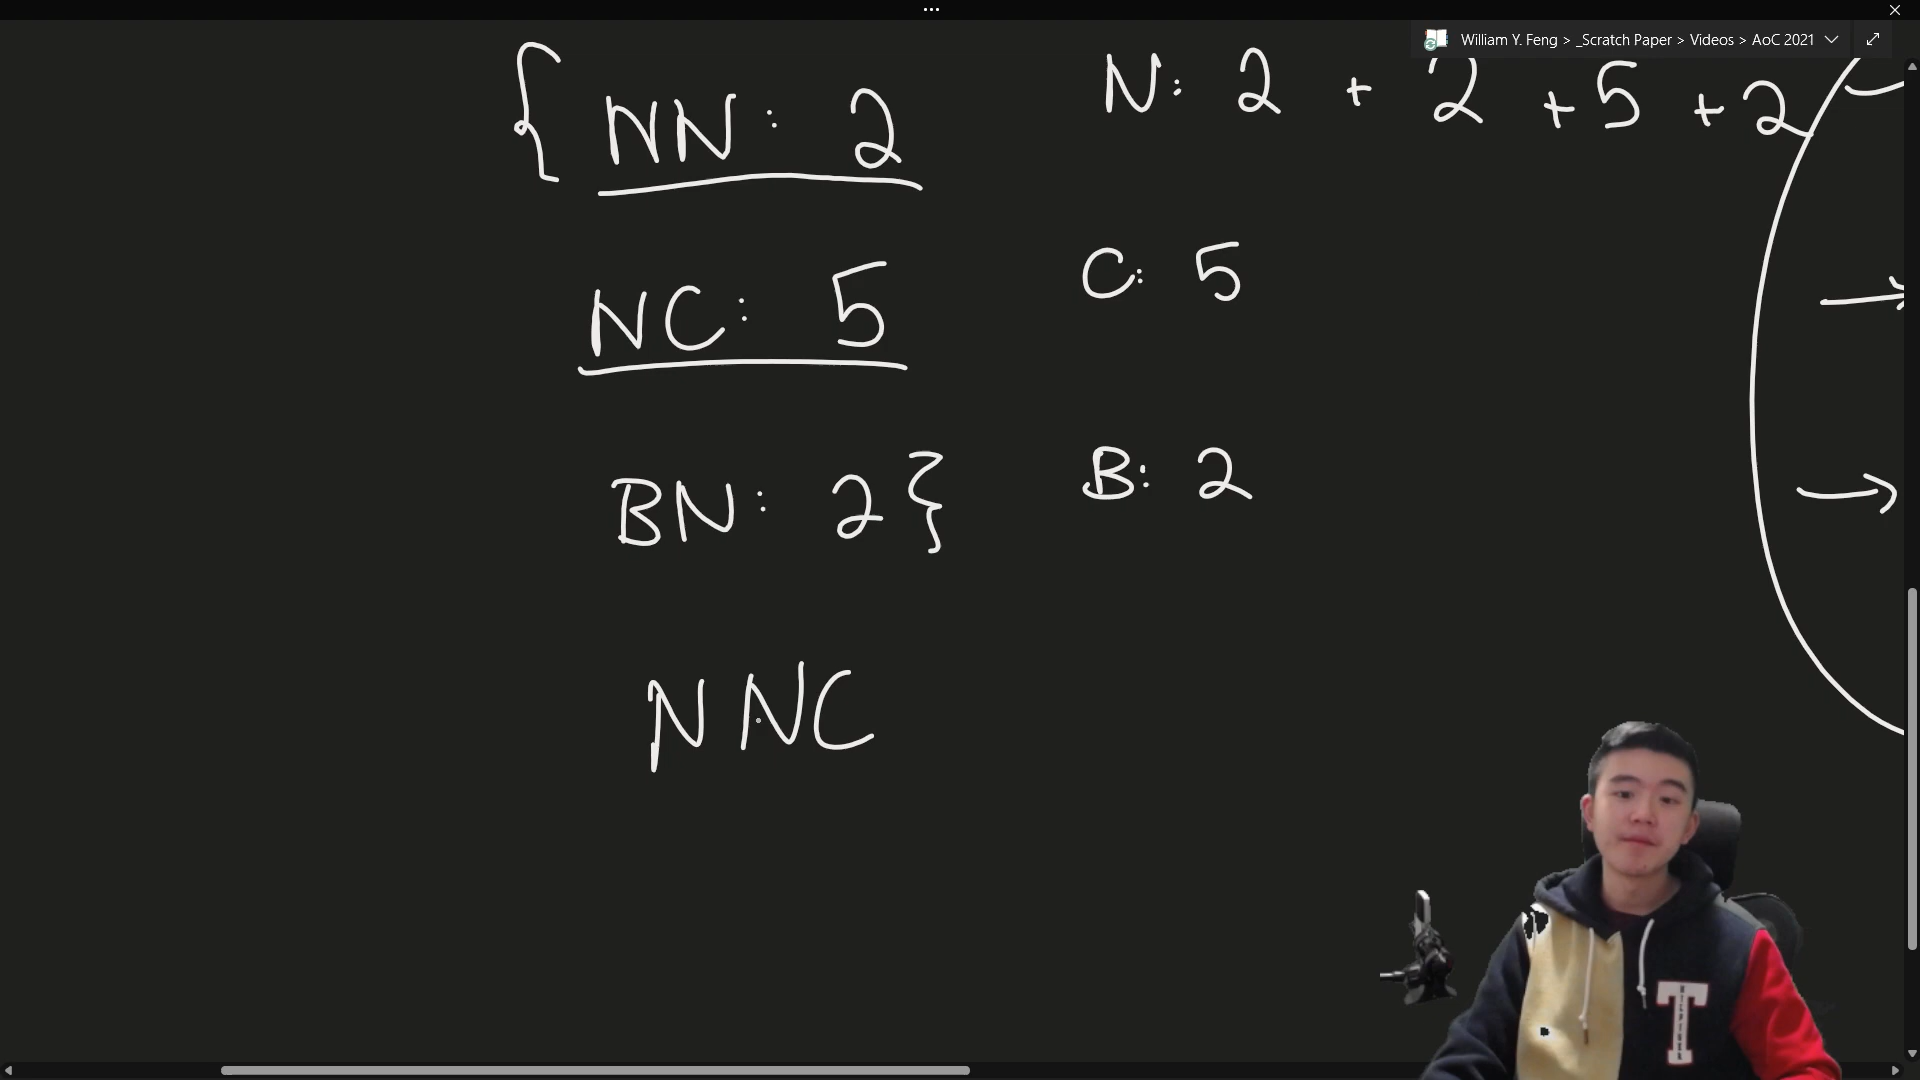 William Y. Feng > _Scratch Paper > Videos > AoC 2021
{ NN: 2
N: 2 + 2 + 5 + 2
NC: 5
C: 5
BN: 2 }
B: 2
NNC
T